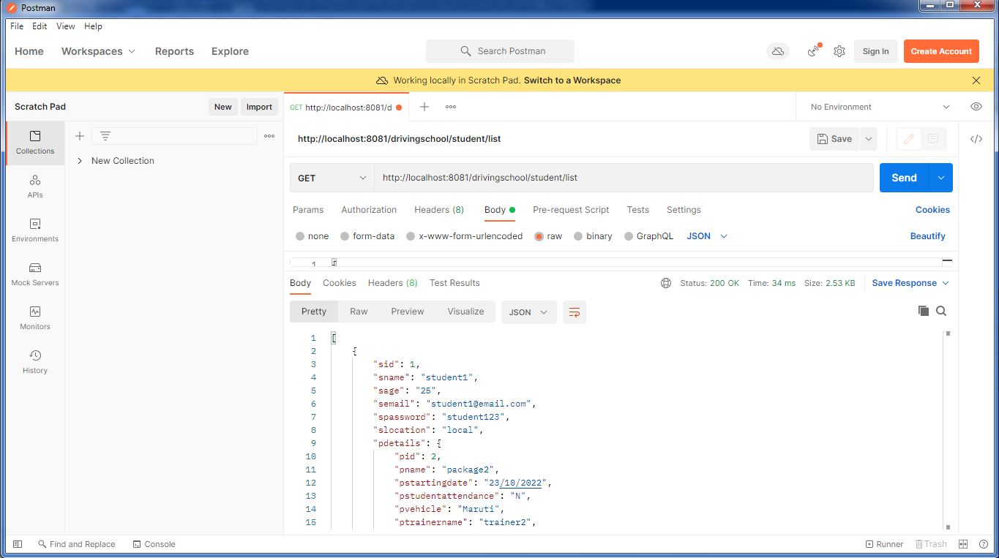 Postman
File Edit View Help
Home Workspaces Reports Explore Search Postman Sign In Create Account
Working locally in Scratch Pad. Switch to a Workspace
Scratch Pad New Import GET http://localhost:8081/d No Environment
http://localhost:8081/drivingschool/student/list Save
Collections
New Collection
GET http://localhost:8081/drivingschool/student/list Send
APIs
Params Authorization Headers (8) Body Pre-request Script Tests Settings Cookies
Environments
none form-data x-www-form-urlencoded raw binary GraphQL JSON Beautify
1 {
Mock Servers
Body Cookies Headers (8) Test Results Status: 200 OK Time: 34 ms Size: 2.53 KB Save Response
Monitors
Pretty Raw Preview Visualize JSON
History
1 [
2 {
3 "sid": 1,
4 "sname": "student1",
5 "sage": "25",
6 "semail": "student1@email.com",
7 "spassword": "student123",
8 "slocation": "local",
9 "pdetails": {
10 "pid": 2,
11 "pname": "package2",
12 "pstartingdate": "23/10/2022",
13 "pstudentattendance": "N",
14 "pvehicle": "Maruti",
15 "ptrainername": "trainer2",
Find and Replace Console Runner Trash